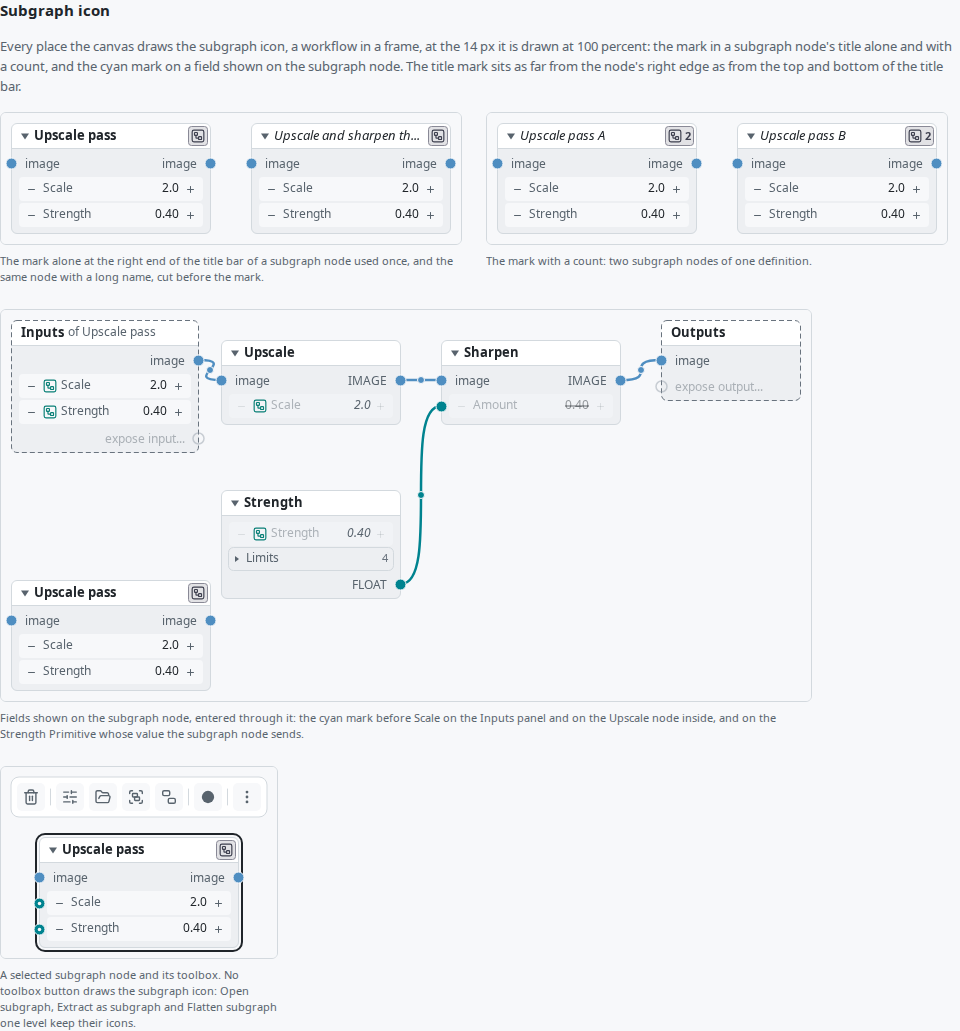 Subgraph icon
Every place the canvas draws the subgraph icon, a workflow in a frame, at the 14 px it is drawn at 100 percent: the mark in a subgraph node's title alone and with
a count, and the cyan mark on a field shown on the subgraph node. The title mark sits as far from the node's right edge as from the top and bottom of the title
bar.
Upscale pass
image image
– Scale 2.0 +
– Strength 0.40 +
Upscale and sharpen th...
image image
– Scale 2.0 +
– Strength 0.40 +
The mark alone at the right end of the title bar of a subgraph node used once, and the
same node with a long name, cut before the mark.
Upscale pass A 2
image image
– Scale 2.0 +
– Strength 0.40 +
Upscale pass B 2
image image
– Scale 2.0 +
– Strength 0.40 +
The mark with a count: two subgraph nodes of one definition.
Inputs of Upscale pass
image
– Scale 2.0 +
– Strength 0.40 +
expose input...
Upscale
image IMAGE
– Scale 2.0 +
Sharpen
image IMAGE
– Amount 0.40 +
Outputs
image
expose output...
Strength
– Strength 0.40 +
Limits 4
FLOAT
Upscale pass
image image
– Scale 2.0 +
– Strength 0.40 +
Fields shown on the subgraph node, entered through it: the cyan mark before Scale on the Inputs panel and on the Upscale node inside, and on the
Strength Primitive whose value the subgraph node sends.
Upscale pass
image image
– Scale 2.0 +
– Strength 0.40 +
A selected subgraph node and its toolbox. No
toolbox button draws the subgraph icon: Open
subgraph, Extract as subgraph and Flatten subgraph
one level keep their icons.